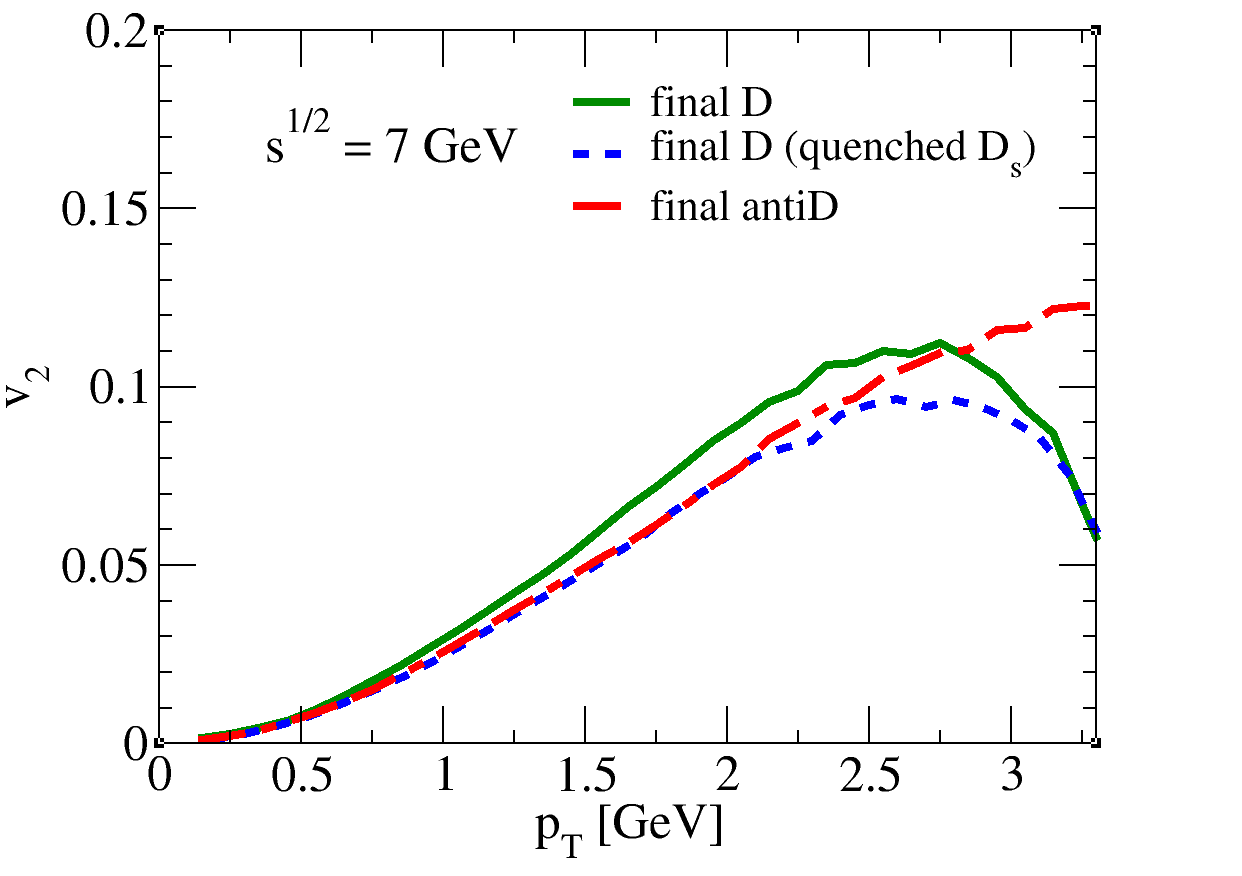 0.2
0.15
0.1
0.05
0
v2
s1/2 = 7 GeV
final D
final D (quenched Ds)
final antiD
0 0.5 1 1.5 2 2.5 3
pT [GeV]